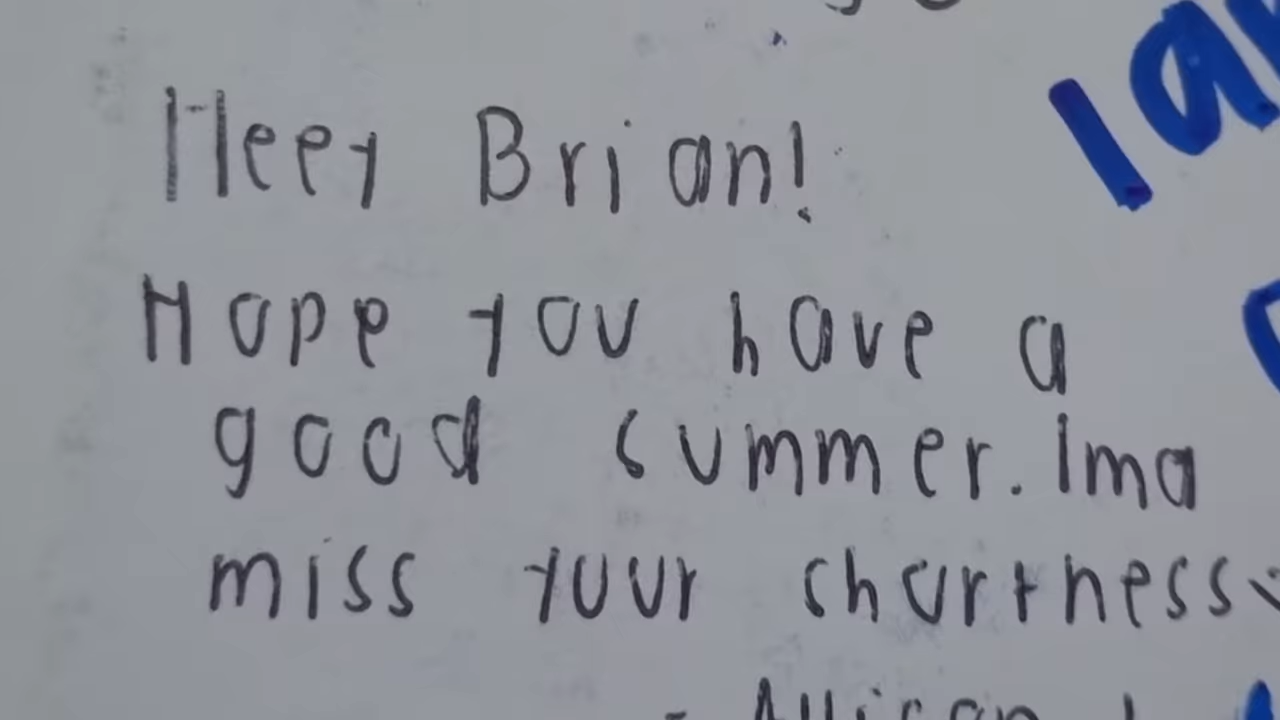 Heey Brian!
Hope you have a
good summer. Ima
miss your shortness